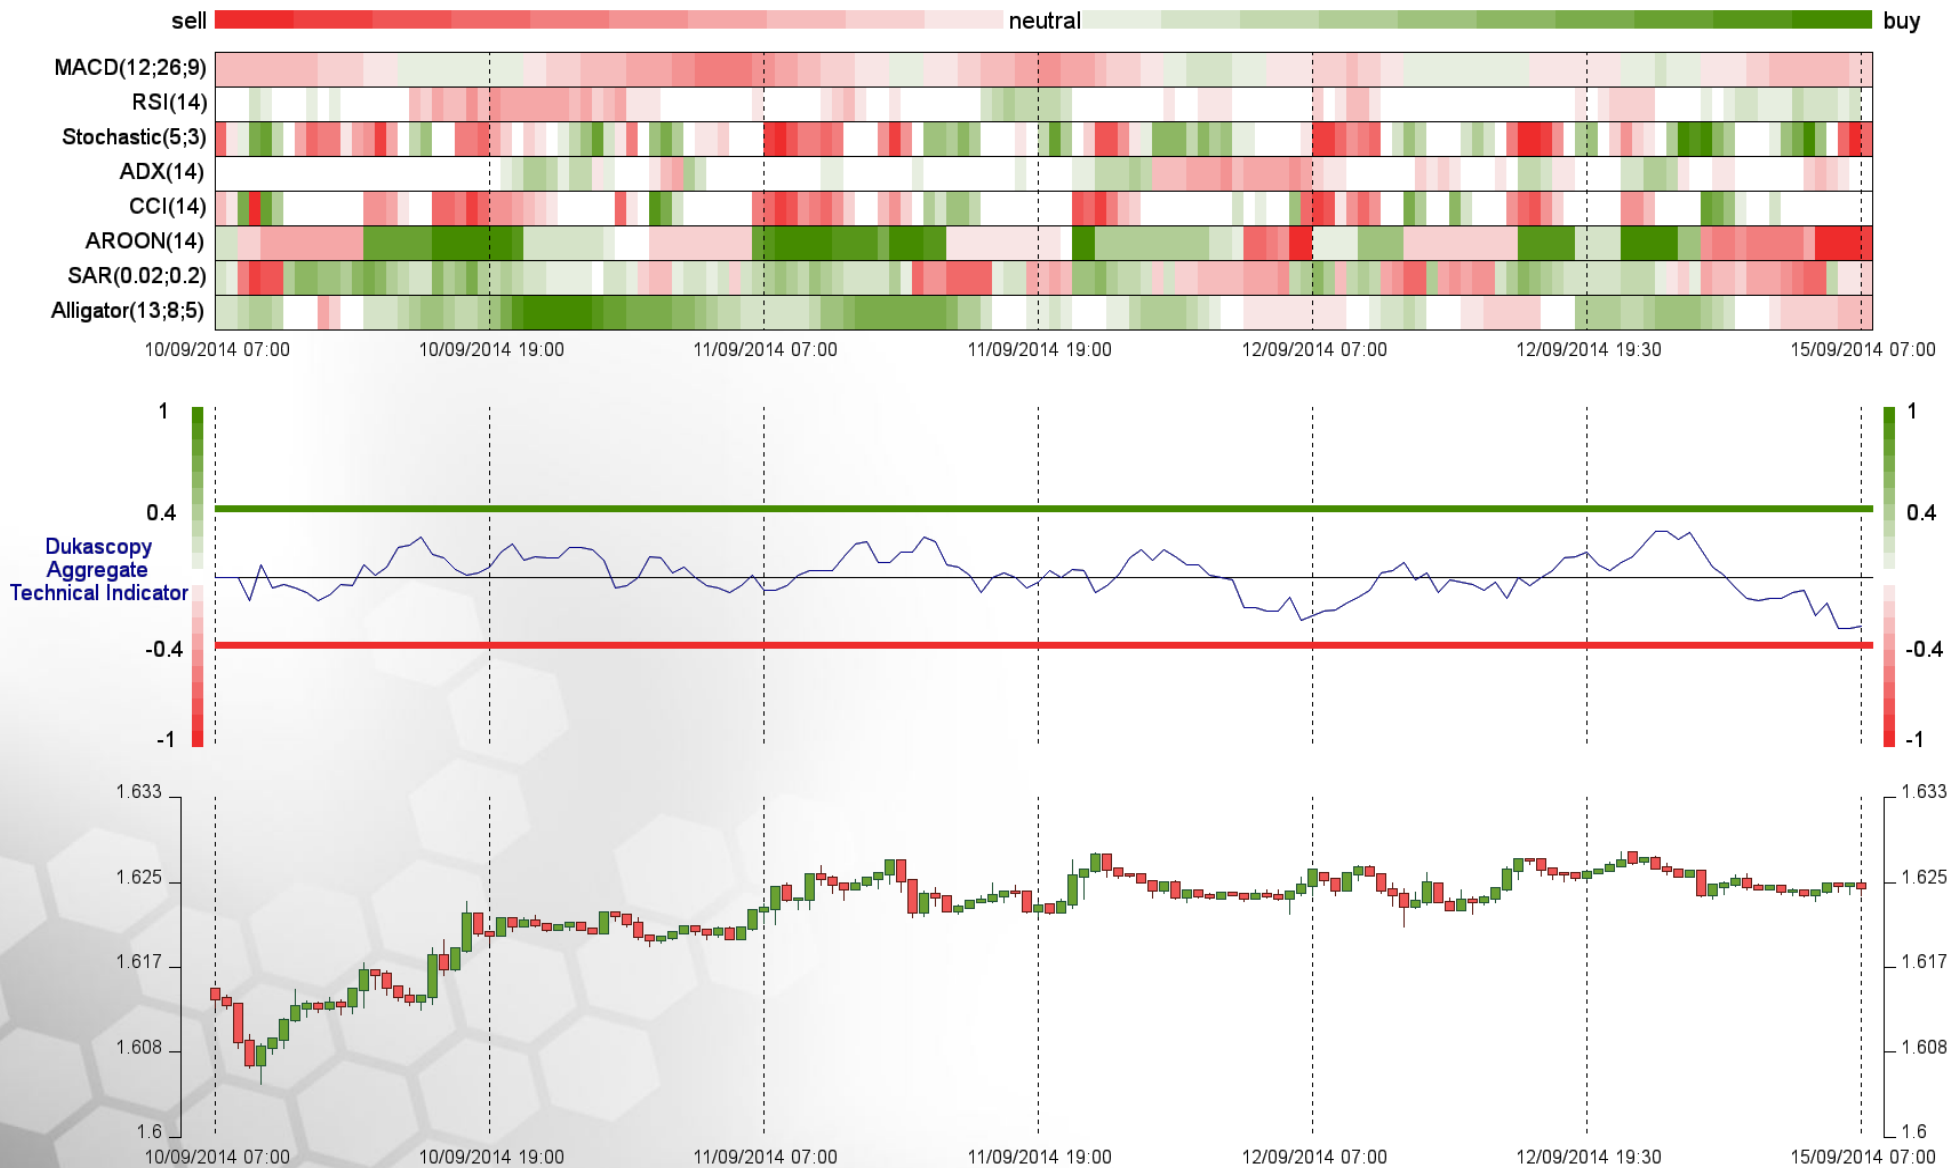 sell neutral buy
MACD(12;26;9)
RSI(14)
Stochastic(5;3)
ADX(14)
CCI(14)
AROON(14)
SAR(0.02;0.2)
Alligator(13;8;5)
10/09/2014 07:00 10/09/2014 19:00 11/09/2014 07:00 11/09/2014 19:00 12/09/2014 07:00 12/09/2014 19:30 15/09/2014 07:00
1 1
0.4 0.4
Dukascopy
Aggregate
Technical Indicator
-0.4 -0.4
-1 -1
1.633 1.633
1.625 1.625
1.617 1.617
1.608 1.608
1.6 1.6
10/09/2014 07:00 10/09/2014 19:00 11/09/2014 07:00 11/09/2014 19:00 12/09/2014 07:00 12/09/2014 19:30 15/09/2014 07:00